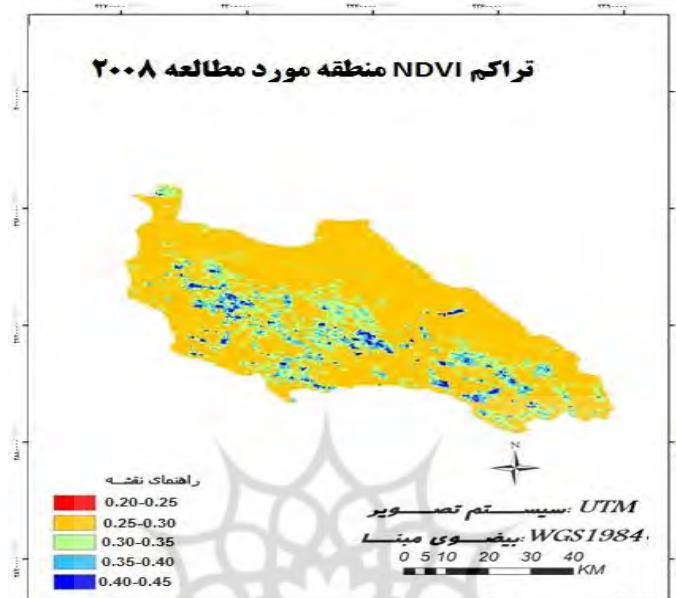 تراکم NDVI منطقه مورد مطالعه ۲۰۰۸
N
راهنمای نقشه
0.20-0.25
0.25-0.30
0.30-0.35
0.35-0.40
0.40-0.45
سیستم تصویر: UTM
بیضوی مبنا: WGS1984
0 5 10 20 30 40
KM